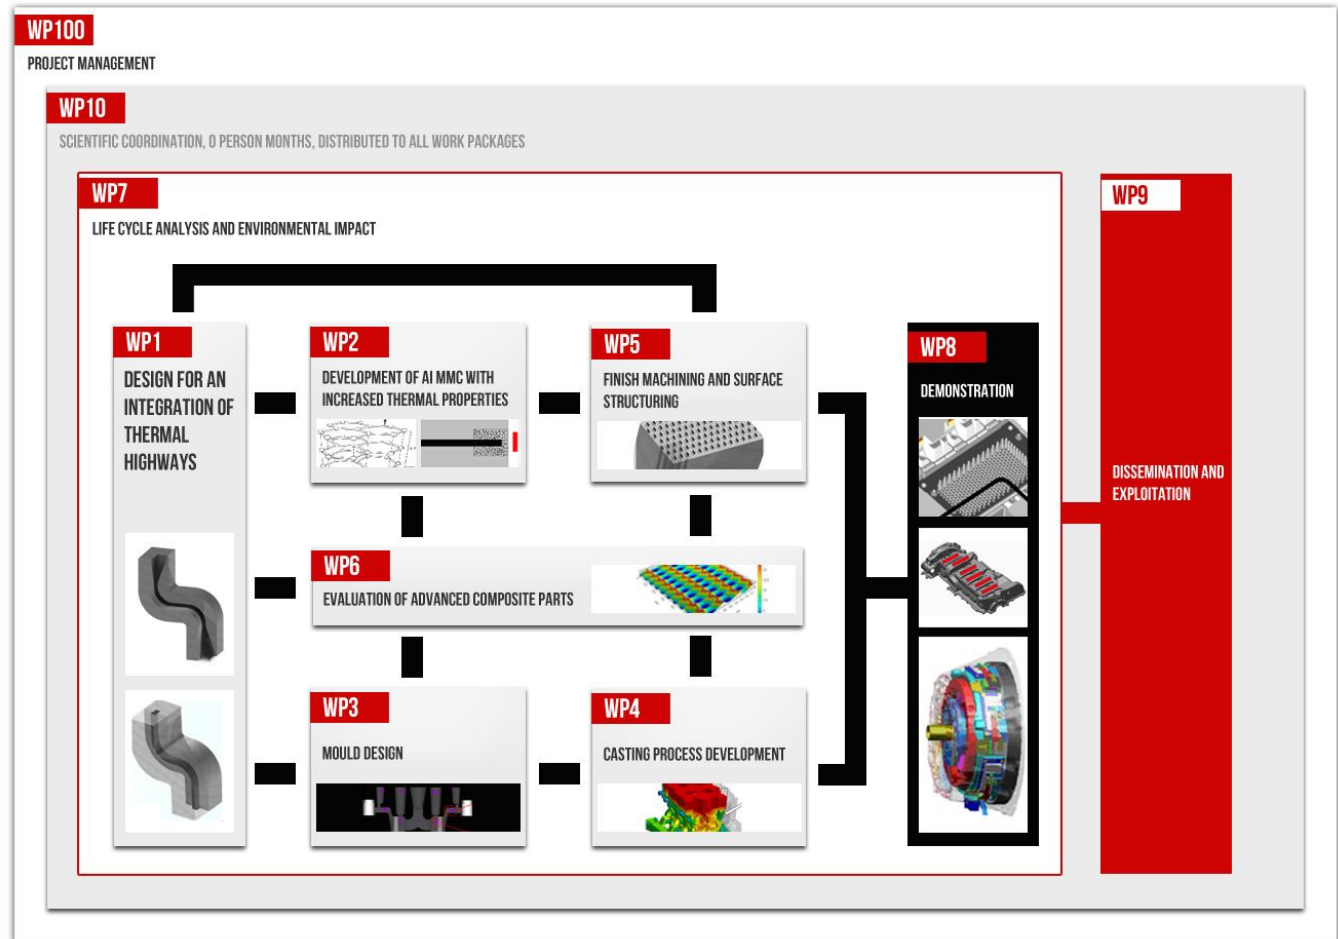 WP100
PROJECT MANAGEMENT
WP10
SCIENTIFIC COORDINATION, 0 PERSON MONTHS, DISTRIBUTED TO ALL WORK PACKAGES
WP7
LIFE CYCLE ANALYSIS AND ENVIRONMENTAL IMPACT
WP1
DESIGN FOR AN
INTEGRATION OF
THERMAL
HIGHWAYS
WP2
DEVELOPMENT OF AI MMC WITH
INCREASED THERMAL PROPERTIES
WP5
FINISH MACHINING AND SURFACE
STRUCTURING
WP6
EVALUATION OF ADVANCED COMPOSITE PARTS
WP3
MOULD DESIGN
WP4
CASTING PROCESS DEVELOPMENT
WP8
DEMONSTRATION
WP9
DISSEMINATION AND
EXPLOITATION